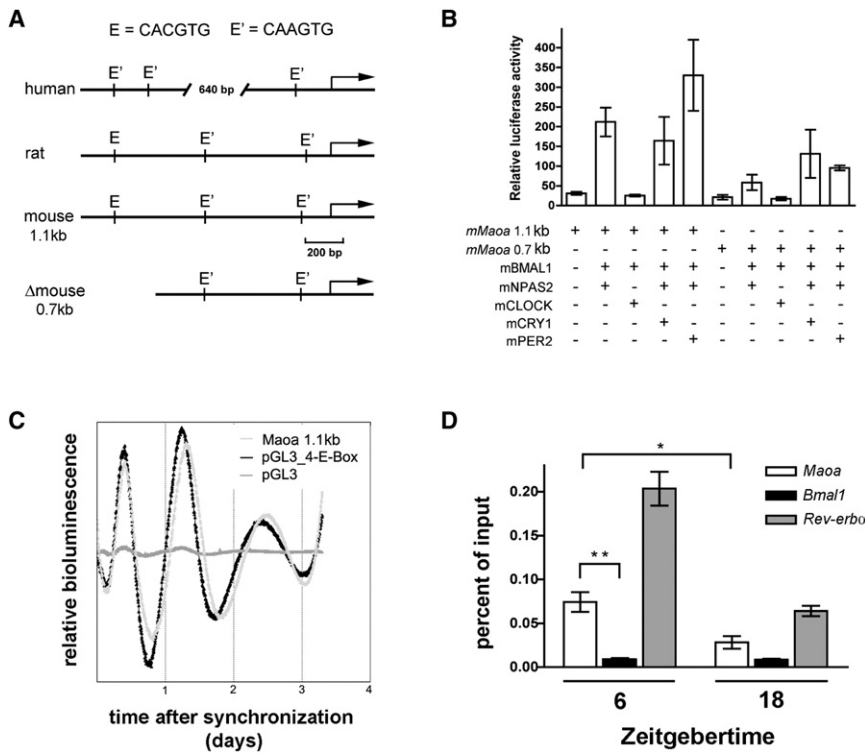 A
E = CACGTG E' = CAAGTG
E' E' E'
human
640 bp
E E' E'
rat
E E' E'
mouse
1.1kb
200 bp
E' E'
Δmouse
0.7kb
B
Relative luciferase activity
400
350
300
250
200
150
100
50
0
mMaoa 1.1 kb + + + + + - - - - -
mMaoa 0.7 kb - - - - - + + + + +
mBMAL1 - + + + + - + + + +
mNPAS2 - + - + + - + - + +
mCLOCK - - + - - - - + - -
mCRY1 - - - + - - - - + -
mPER2 - - - - + - - - - +
C
relative bioluminescence
Maoa 1.1kb
pGL3_4-E-Box
pGL3
1 2 3 4
time after synchronization
(days)
D
percent of input
0.20
0.15
0.10
0.05
0.00
*
**
Maoa
Bmal1
Rev-erbα
6 18
Zeitgebertime